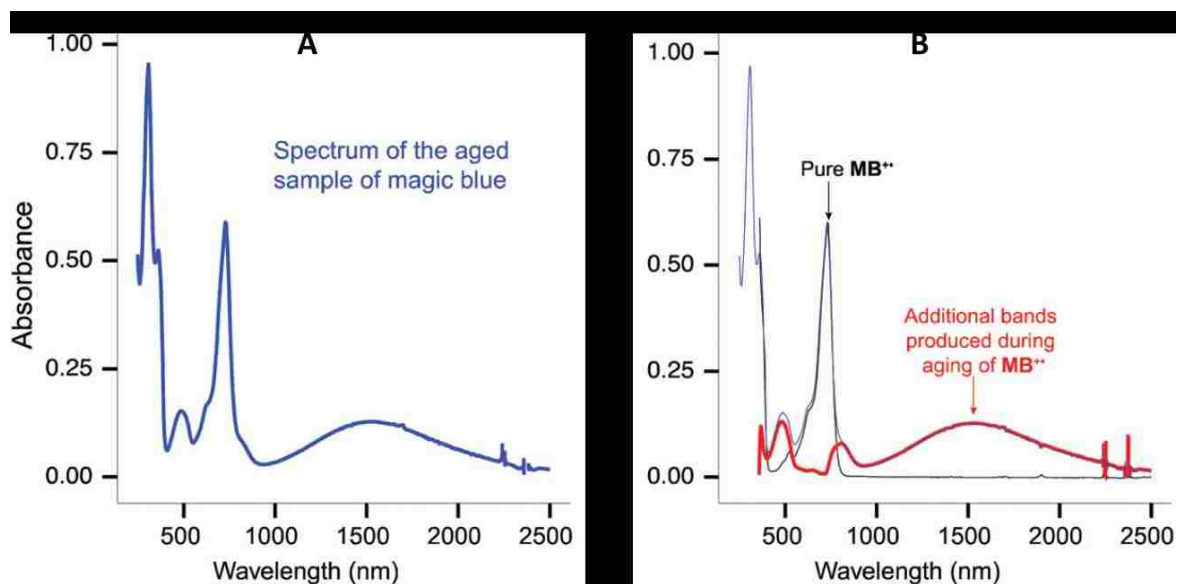 A
1.00
0.75
0.50
0.25
0.00
Absorbance
Spectrum of the aged
sample of magic blue
500
1000
1500
2000
2500
Wavelength (nm)
B
1.00
0.75
0.50
0.25
0.00
Pure MB⁺•
Additional bands
produced during
aging of MB⁺•
500
1000
1500
2000
2500
Wavelength (nm)